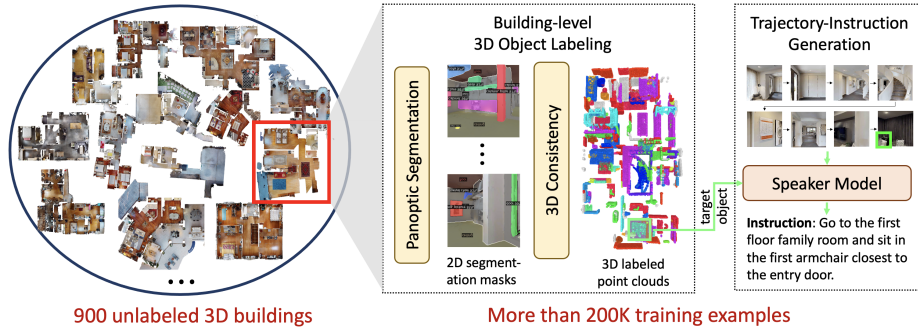 Building-level
3D Object Labeling
Trajectory-Instruction
Generation
Panoptic Segmentation
3D Consistency
2D segment-
ation masks
3D labeled
point clouds
target
object
Speaker Model
Instruction: Go to the first
floor family room and sit in
the first armchair closest to
the entry door.
900 unlabeled 3D buildings
More than 200K training examples